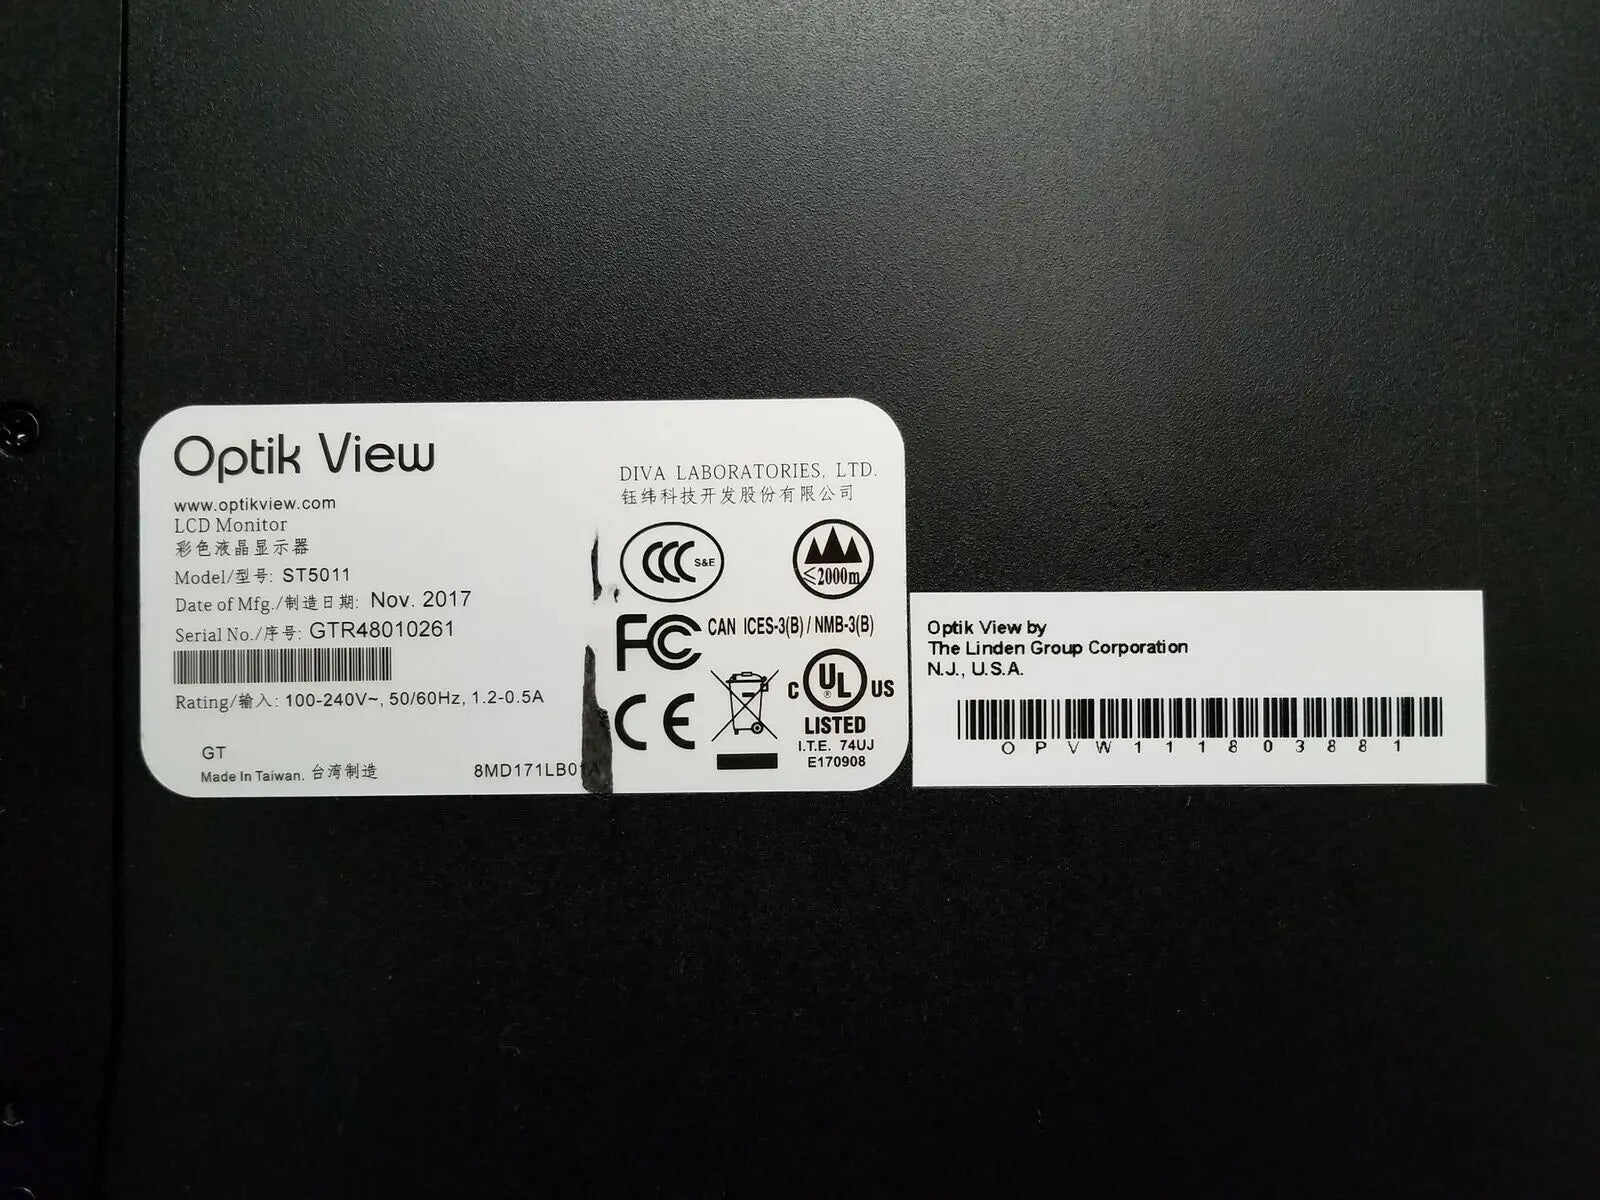 Optik View
www.optikview.com
LCD Monitor
彩色液晶显示器
Model/型号: ST5011
Date of Mfg./制造日期: Nov. 2017
Serial No./序号: GTR48010261
Rating/输入: 100-240V~, 50/60Hz, 1.2-0.5A
GT
Made In Taiwan. 台湾制造
8MD171LB01A
DIVA LABORATORIES, LTD.
钰纬科技开发股份有限公司
CCC S&E
≤2000m
FC CAN ICES-3(B) / NMB-3(B)
CE
C UL ® US
LISTED
I.T.E. 74UJ
E170908
Optik View by
The Linden Group Corporation
N.J., U.S.A.
OPVW111803881